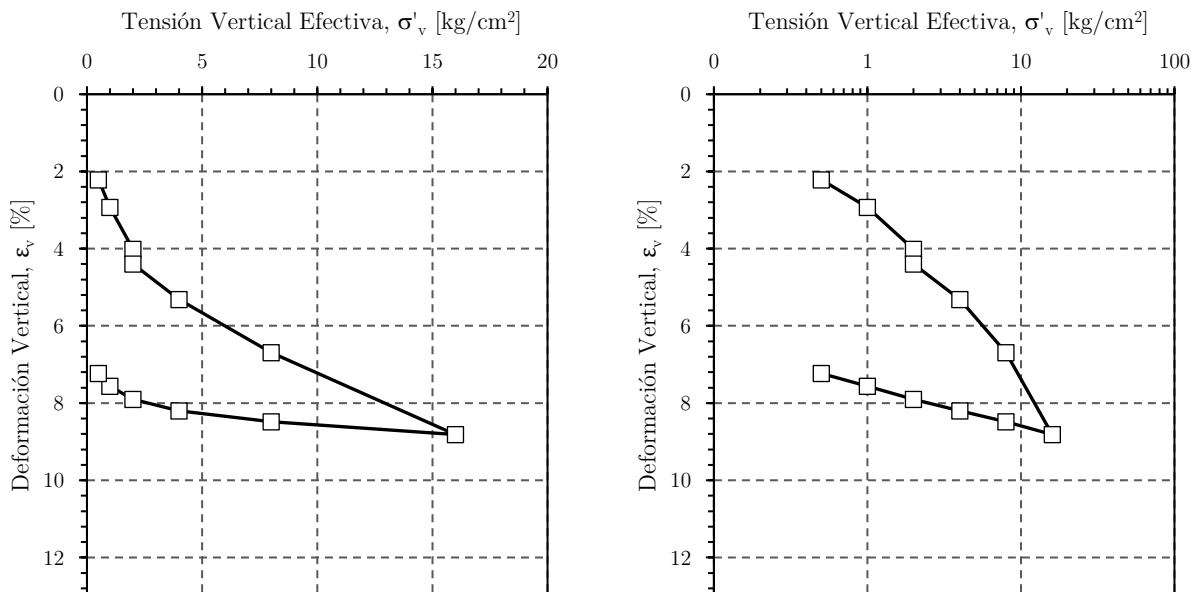 Tensión Vertical Efectiva, σ'v [kg/cm²]
0 5 10 15 20
Deformación Vertical, εv [%]
0
2
4
6
8
10
12
Tensión Vertical Efectiva, σ'v [kg/cm²]
0 1 10 100
Deformación Vertical, εv [%]
0
2
4
6
8
10
12